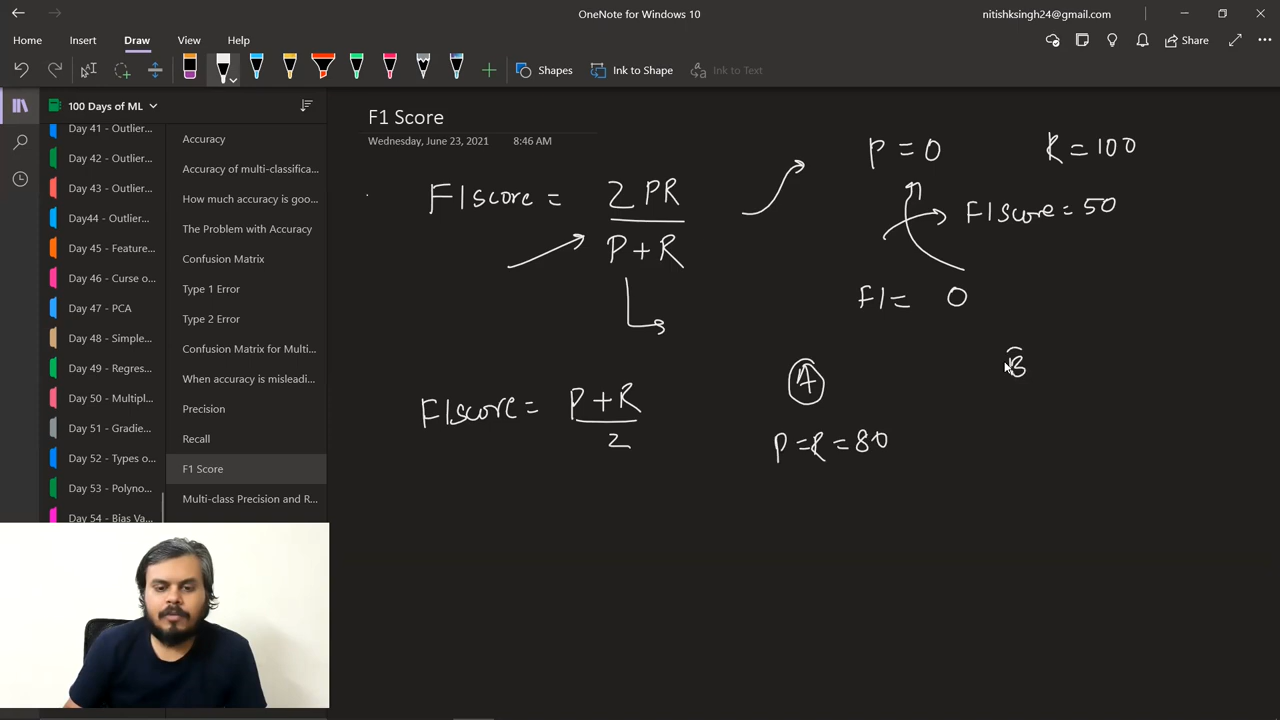 OneNote for Windows 10
nitishksingh24@gmail.com
Home
Insert
Draw
View
Help
Share
Shapes
Ink to Shape
Ink to Text
100 Days of ML
Day 41 - Outlier...
Day 42 - Outlier...
Day 43 - Outlier...
Day44 - Outlier...
Day 45 - Feature...
Day 46 - Curse o...
Day 47 - PCA
Day 48 - Simple...
Day 49 - Regres...
Day 50 - Multipl...
Day 51 - Gradie...
Day 52 - Types o...
Day 53 - Polyno...
Day 54 - Bias Va...
Accuracy
Accuracy of multi-classifica...
How much accuracy is goo...
The Problem with Accuracy
Confusion Matrix
Type 1 Error
Type 2 Error
Confusion Matrix for Multi...
When accuracy is misleadi...
Precision
Recall
F1 Score
Multi-class Precision and R...
F1 Score
Wednesday, June 23, 2021
8:46 AM
F1score = 2PR
P+R
F1score = P+R
2
P = 0
R = 100
F1score = 50
F1 = 0
A
P = R = 80
B